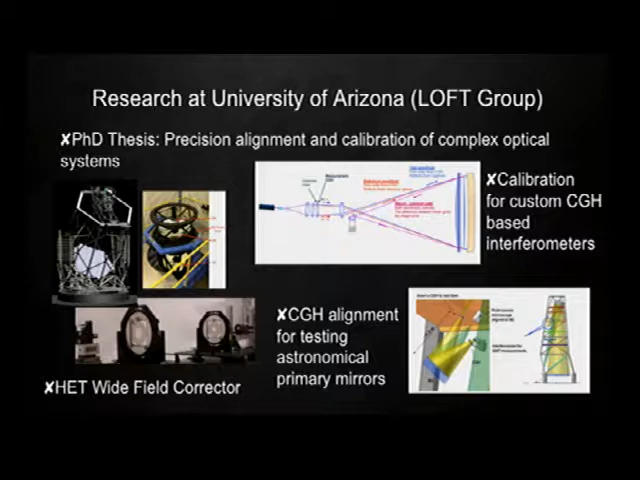 Research at University of Arizona (LOFT Group)
✘PhD Thesis: Precision alignment and calibration of complex optical
systems
✘Calibration
for custom CGH
based
interferometers
✘CGH alignment
for testing
astronomical
primary mirrors
✘HET Wide Field Corrector